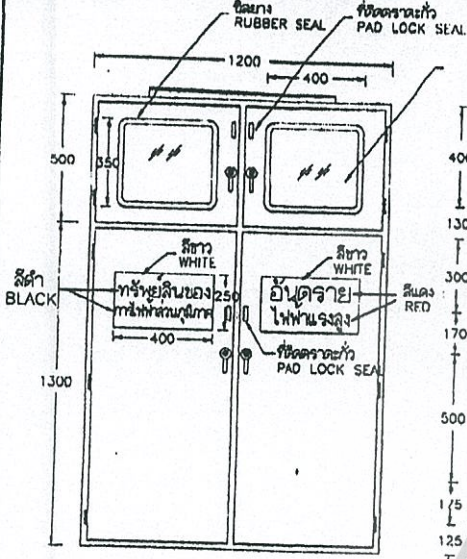 ซีลยาง
RUBBER SEAL
ที่ติดตราตะกั่ว
PAD LOCK SEAL
1200
400
500
350
400
130
สีขาว
WHITE
สีขาว
WHITE
300
สีดำ
BLACK
ทรัพย์สินของ
การไฟฟ้าส่วนภูมิภาค
250
อันตราย
ไฟฟ้าแรงสูง
สีแดง
RED
400
170
ที่ติดตราตะกั่ว
PAD LOCK SEAL
1300
500
175
125